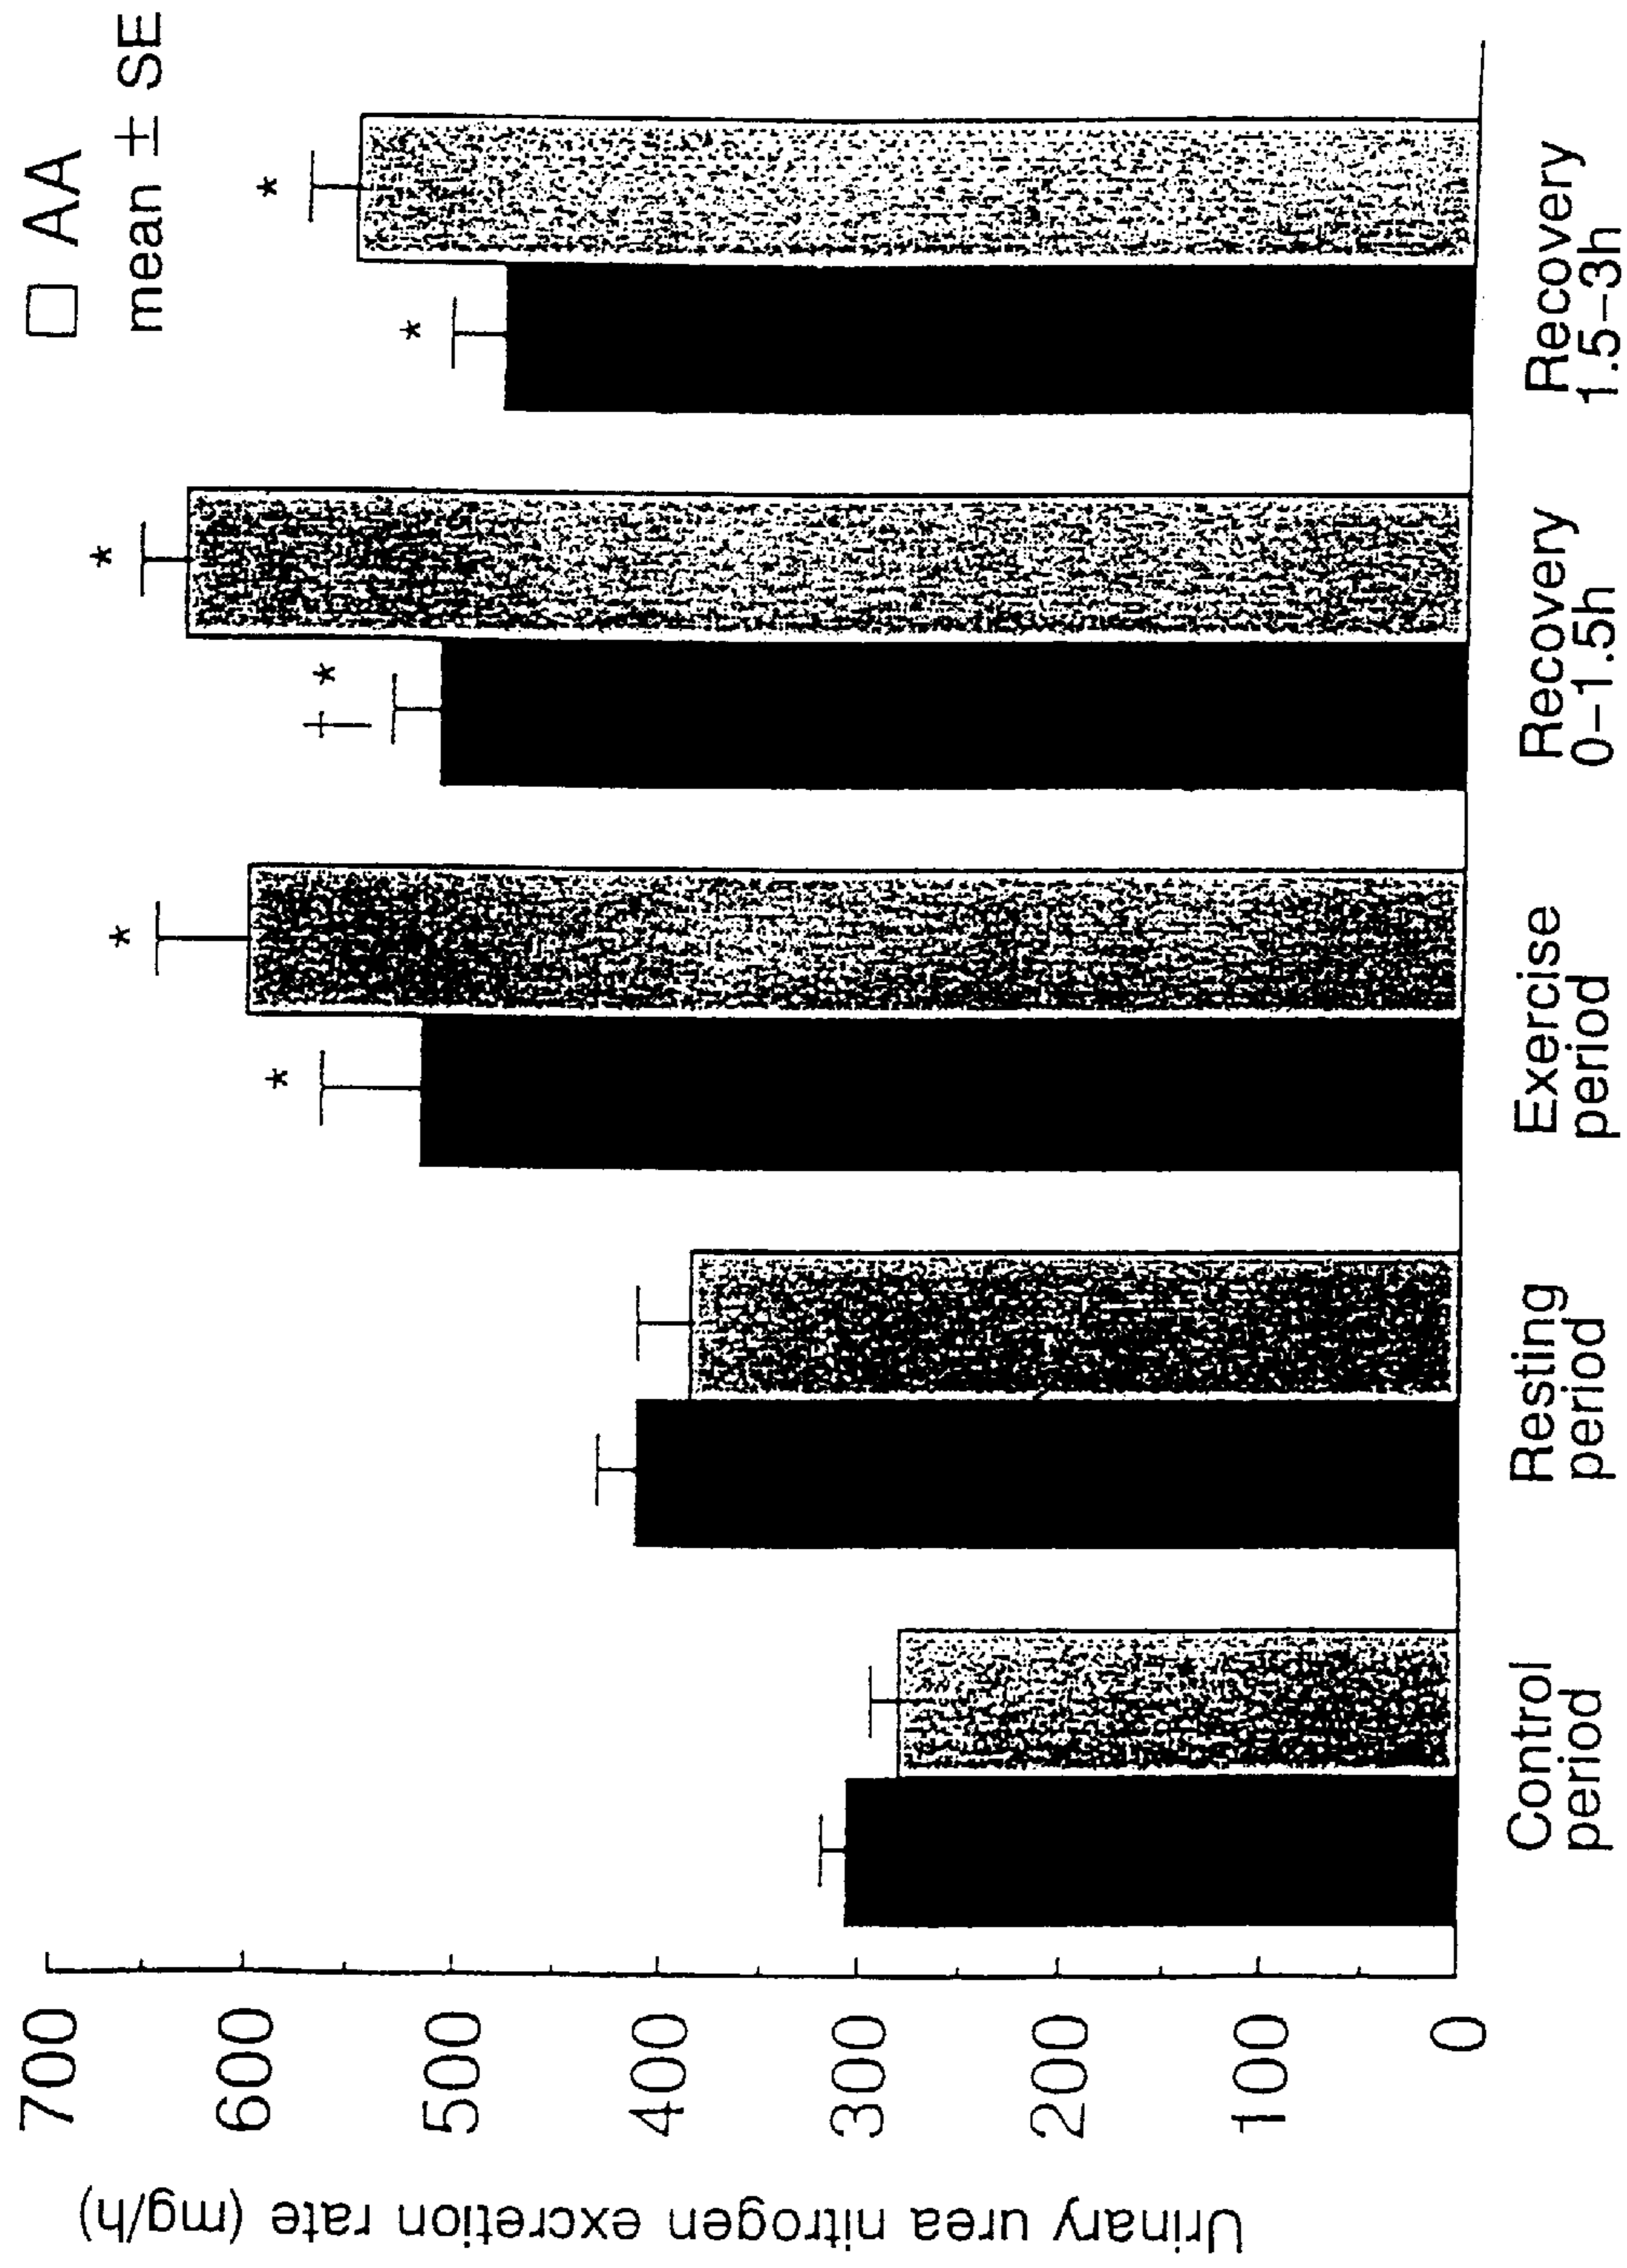 □ AA
mean ± SE
*
*
*
*
† *
*
*
700
600
500
400
300
200
100
0
Urinary urea nitrogen excretion rate (mg/h)
Control
period
Resting
period
Exercise
period
Recovery
0-1.5h
Recovery
1.5-3h